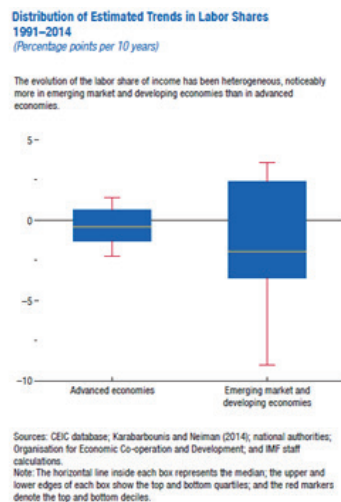 Distribution of Estimated Trends in Labor Shares
1991–2014
(Percentage points per 10 years)
The evolution of the labor share of income has been heterogeneous, noticeably
more in emerging market and developing economies than in advanced
economies.
5
0
–5
–10
Advanced economies
Emerging market and
developing economies
Sources: CEIC database; Karabarbounis and Neiman (2014); national authorities;
Organisation for Economic Co-operation and Development; and IMF staff
calculations.
Note: The horizontal line inside each box represents the median; the upper and
lower edges of each box show the top and bottom quartiles; and the red markers
denote the top and bottom deciles.